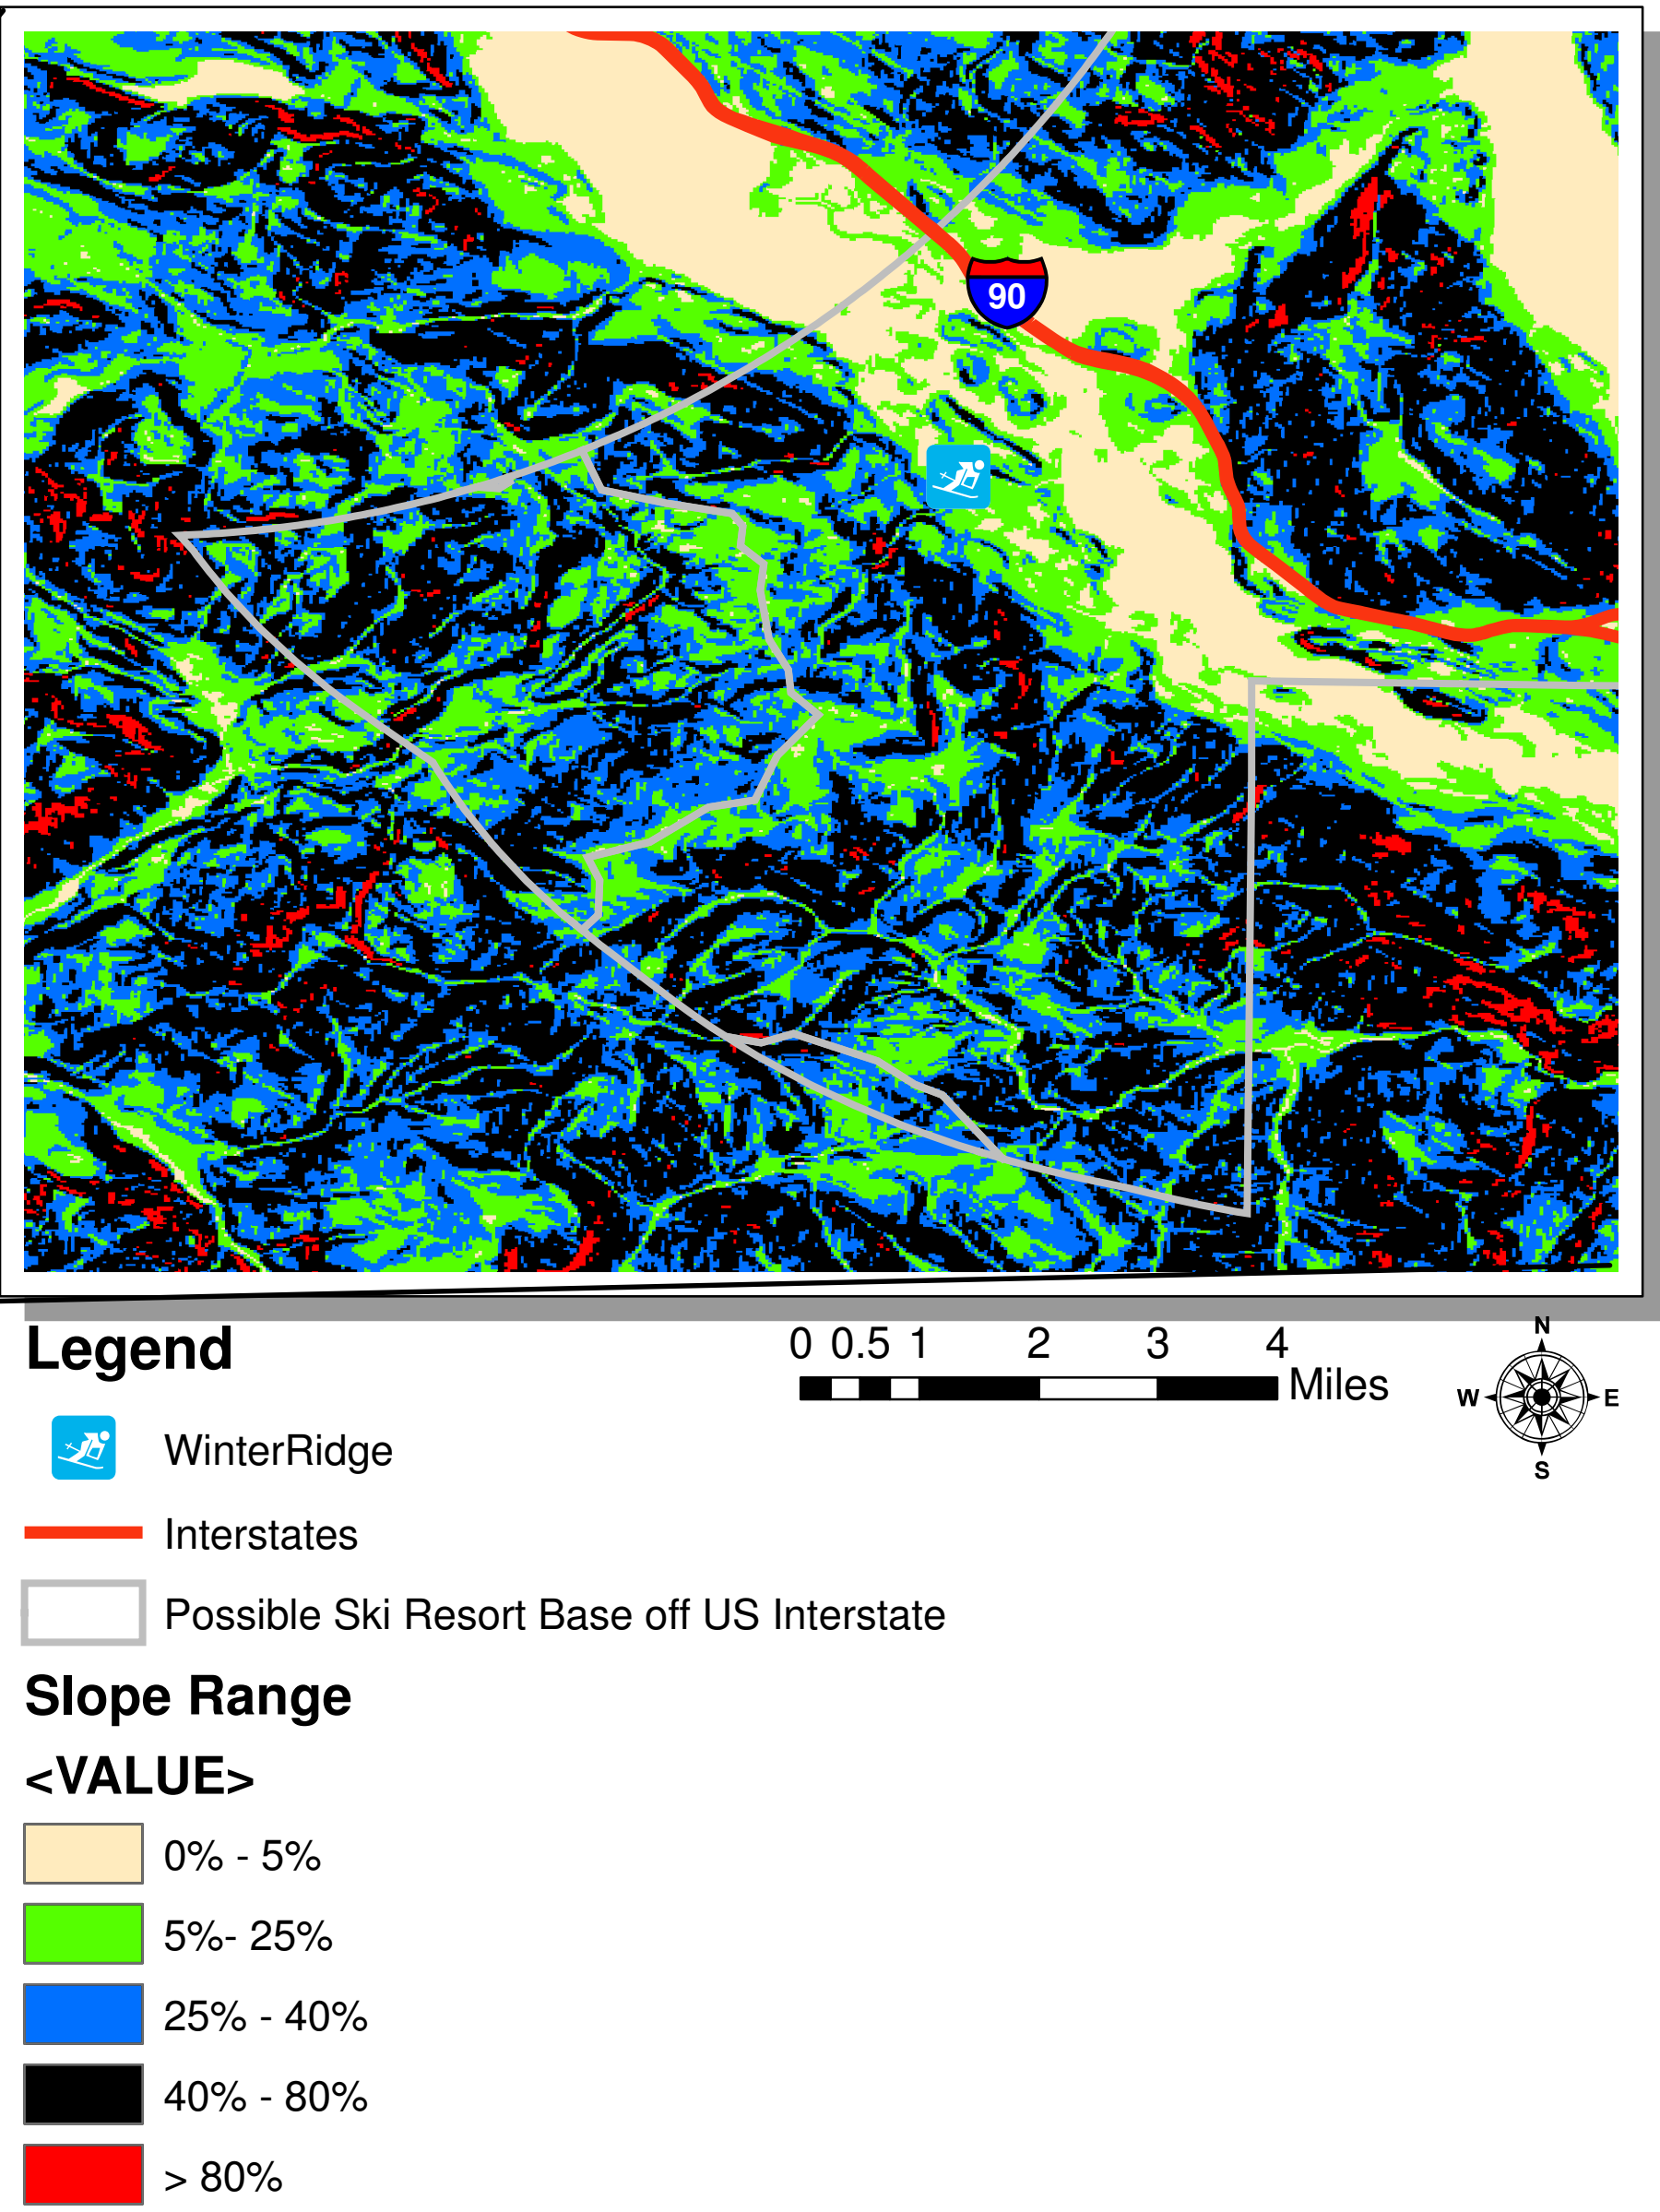 90
Legend
0 0.5 1 2 3 4
Miles
N
W E
S
WinterRidge
Interstates
Possible Ski Resort Base off US Interstate
Slope Range
<VALUE>
0% - 5%
5%- 25%
25% - 40%
40% - 80%
> 80%